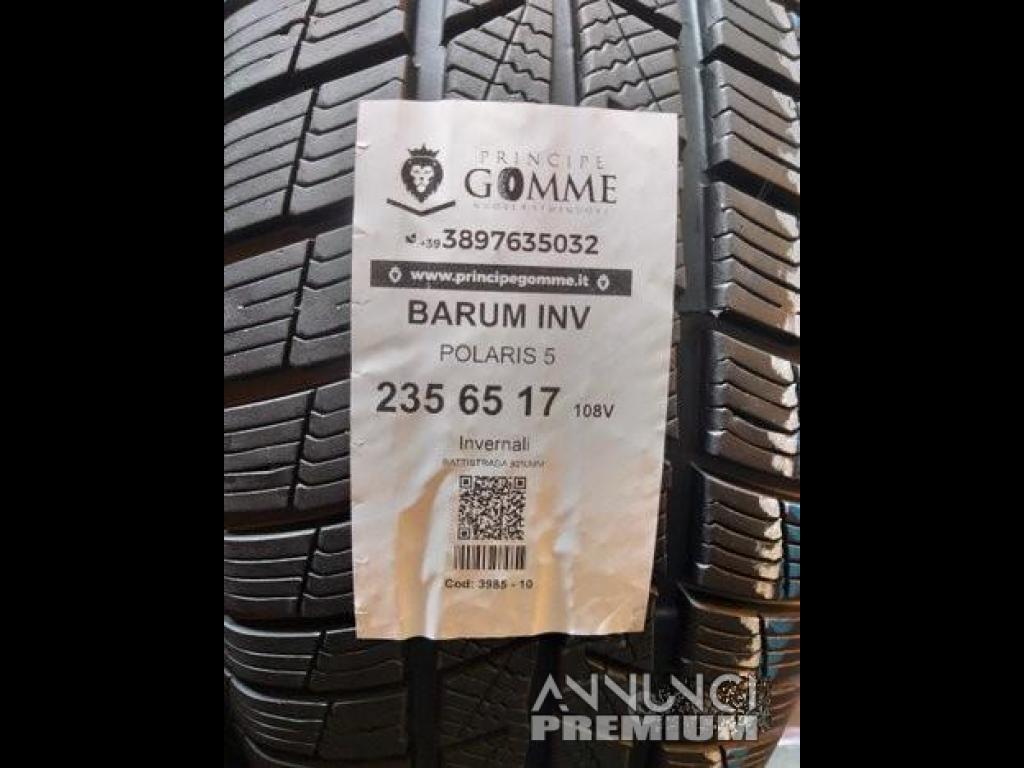 PRINCIPE
GOMME
+39 3897635032
www.principegomme.it
BARUM INV
POLARIS 5
235 65 17 108V
Invernali
BATTISTRADA
Cod: 3985 - 10
ANNUNCI
PREMIUM